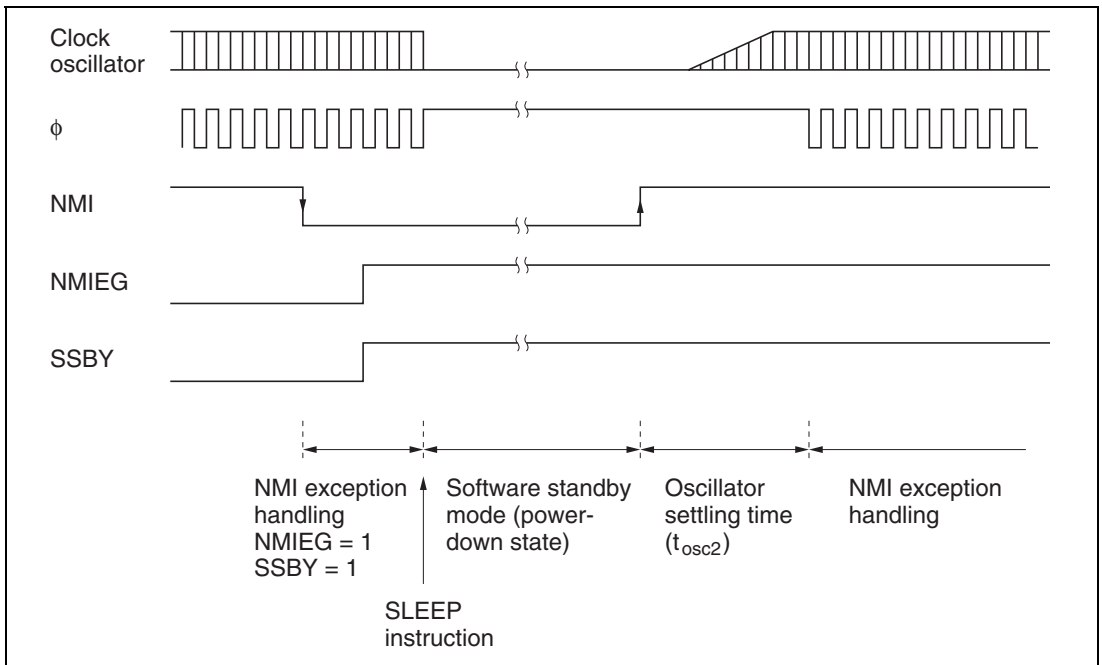 Clock
oscillator
ϕ
NMI
NMIEG
SSBY
NMI exception
handling
NMIEG = 1
SSBY = 1
SLEEP
instruction
Software standby
mode (power-
down state)
Oscillator
settling time
(tosc2)
NMI exception
handling